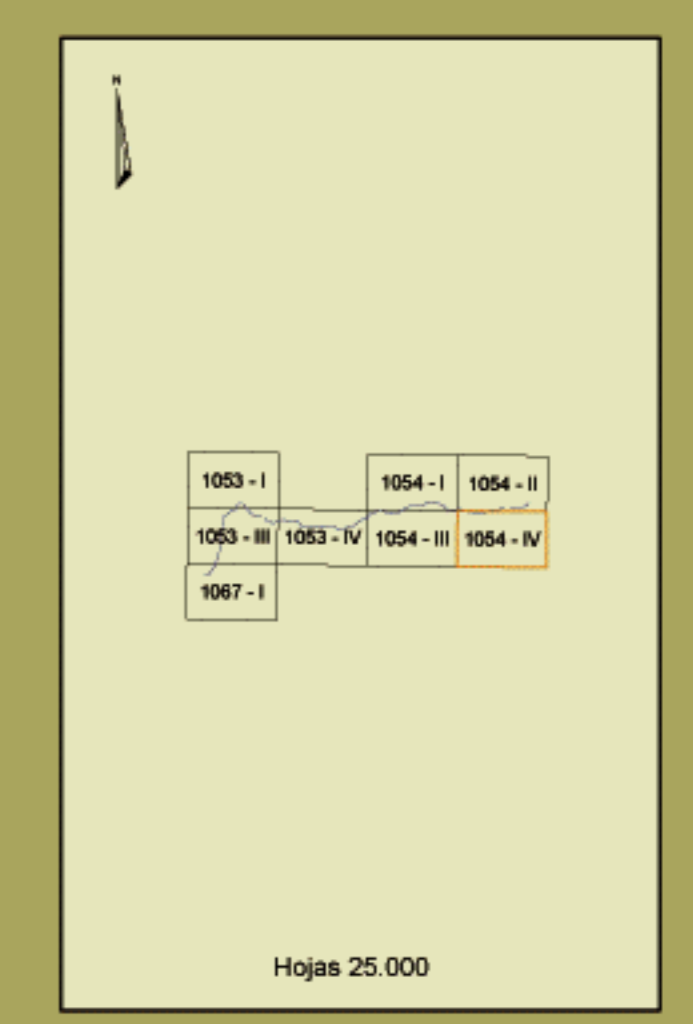 N
1053 - I
1054 - I
1054 - II
1053 - III
1053 - IV
1054 - III
1054 - IV
1067 - I
Hojas 25.000